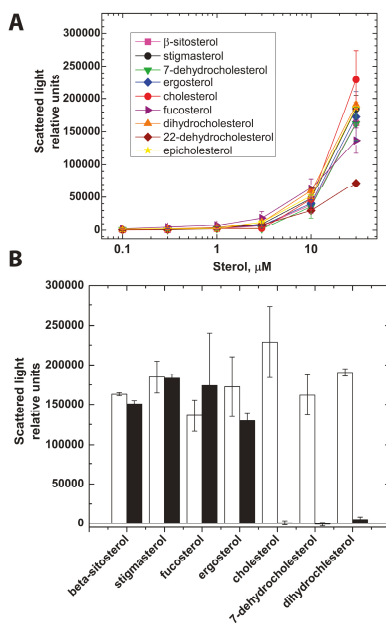 A
Scattered light
relative units
300000
250000
200000
150000
100000
50000
0
β-sitosterol
stigmasterol
7-dehydrocholesterol
ergosterol
cholesterol
fucosterol
dihydrocholesterol
22-dehydrocholesterol
epicholesterol
0.1
1
10
Sterol, μM
B
Scattered light
relative units
300000
250000
200000
150000
100000
50000
0
beta-sitosterol
stigmasterol
fucosterol
ergosterol
cholesterol
7-dehydrocholesterol
dihydrochlesterol